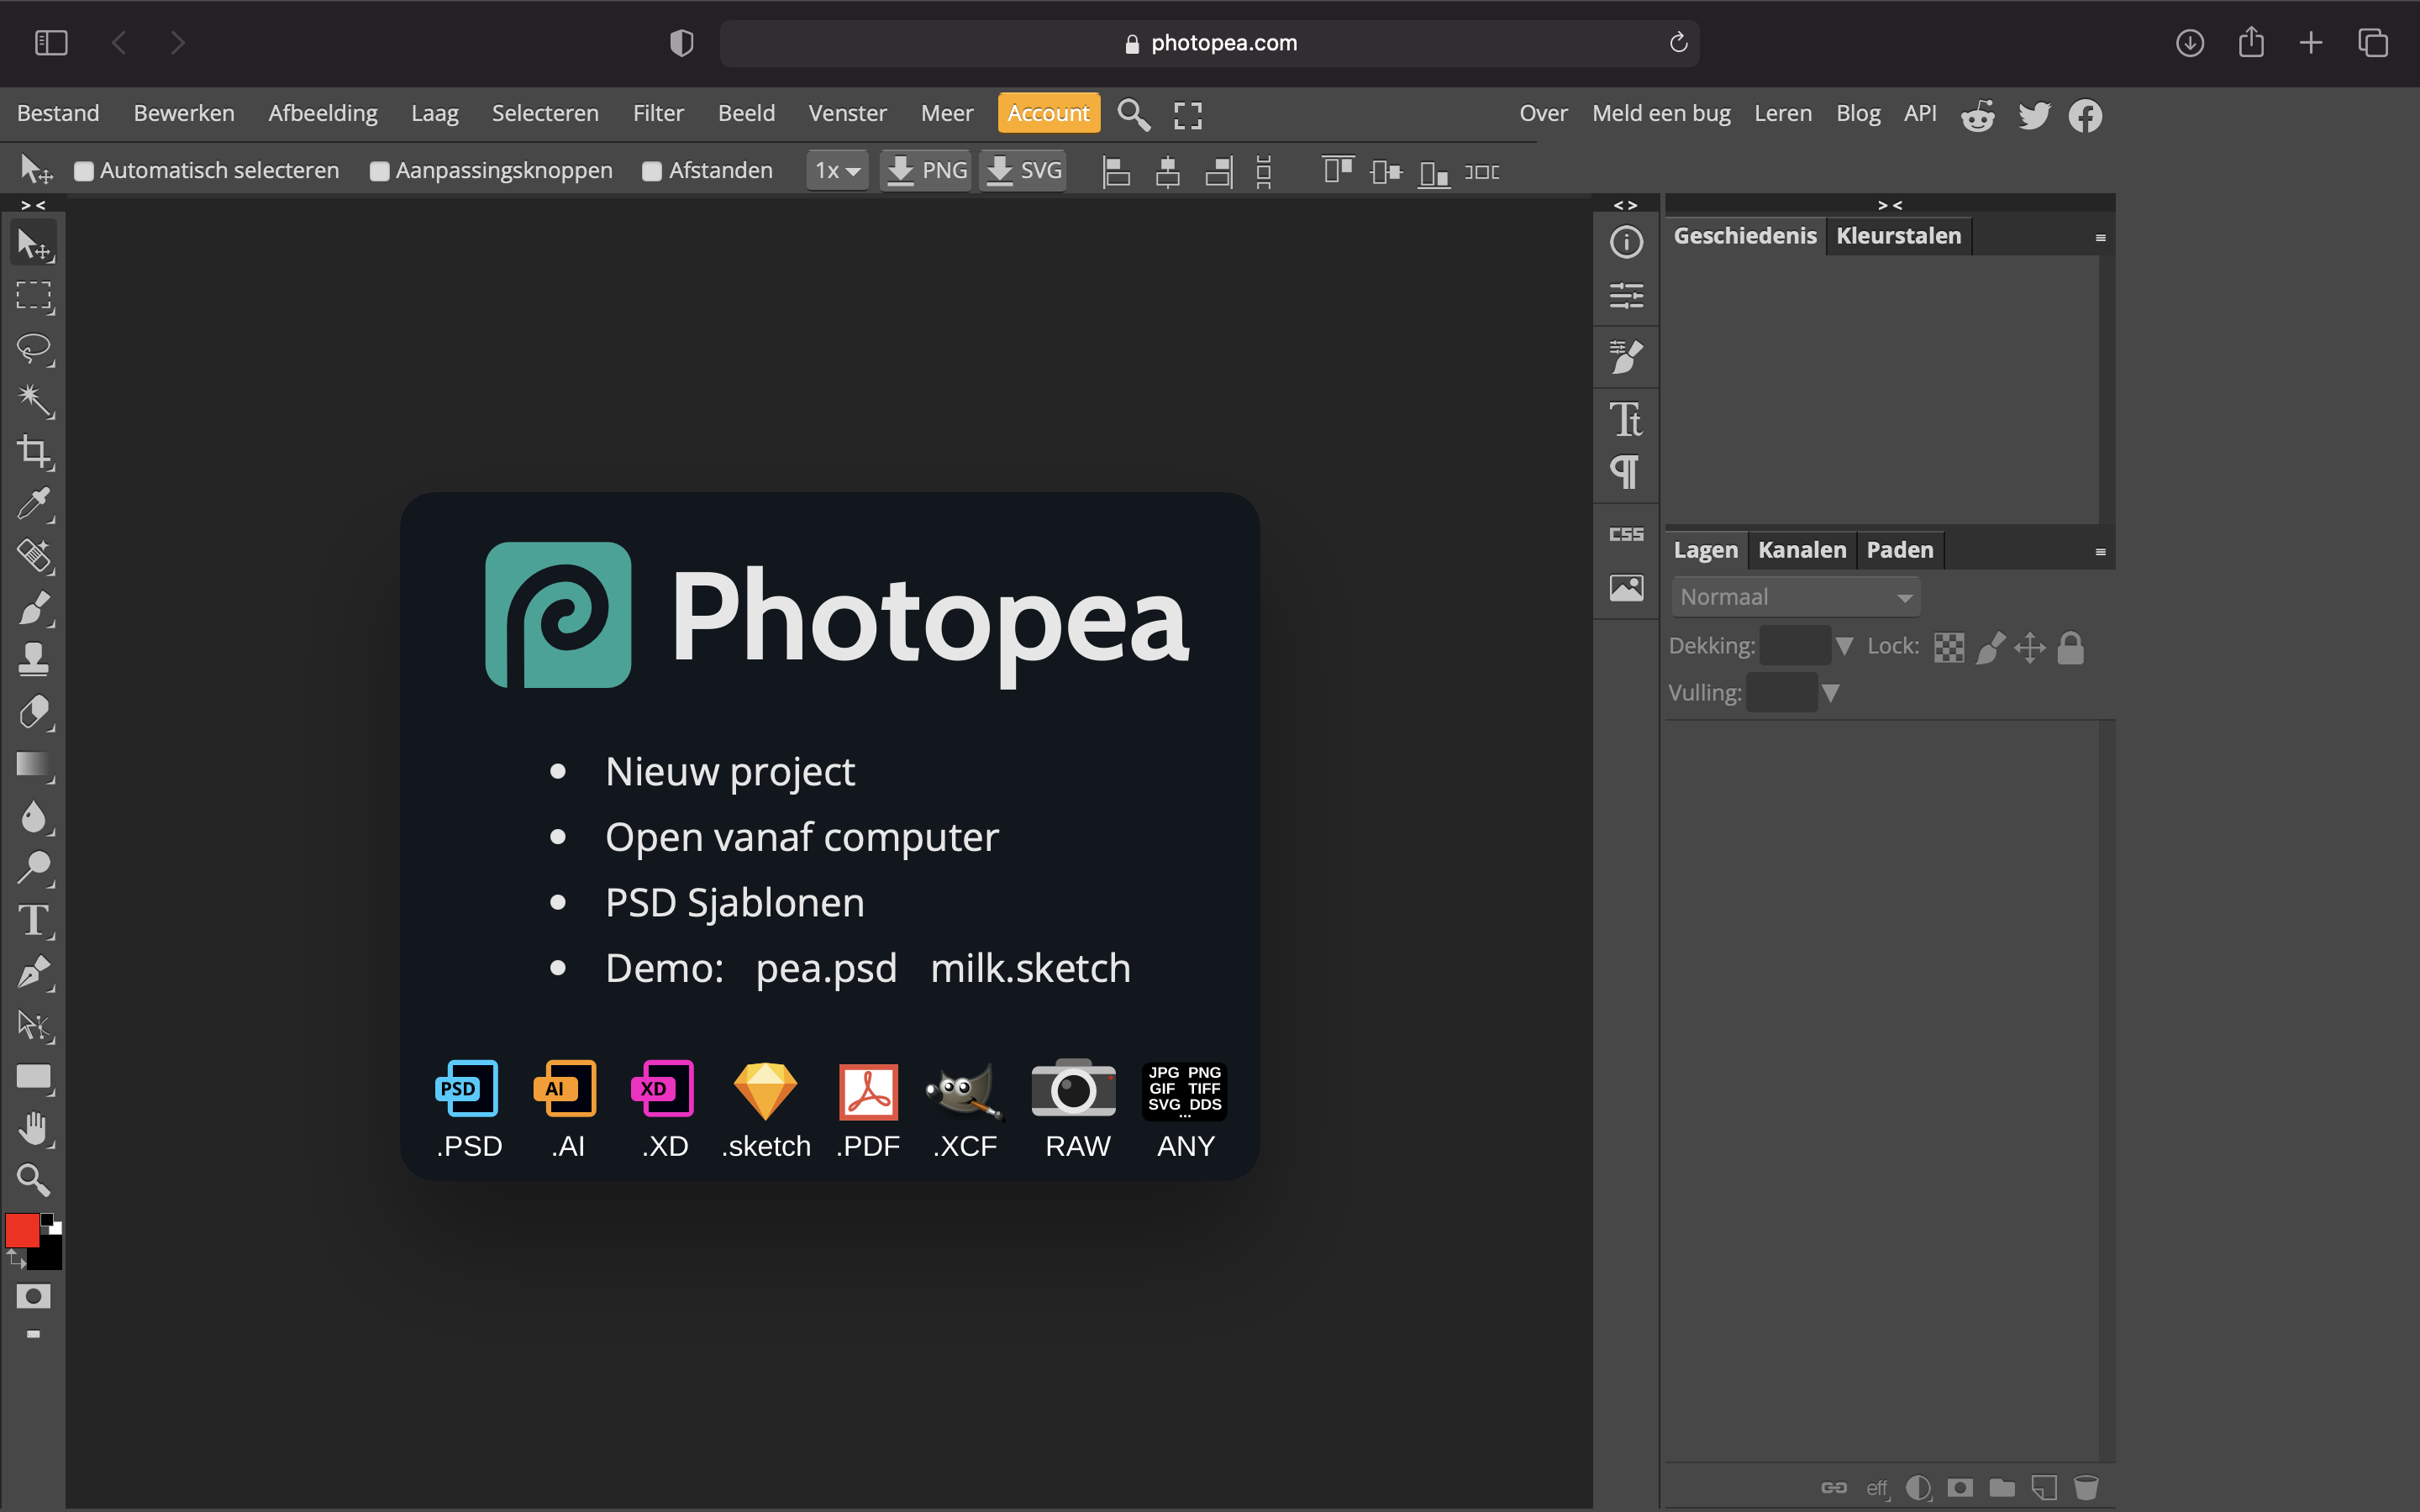 photopea.com
Bestand Bewerken Afbeelding Laag Selecteren Filter Beeld Venster Meer Account Over Meld een bug Leren Blog API
Automatisch selecteren Aanpassingsknoppen Afstanden 1x PNG SVG
> < < > > <
Geschiedenis Kleurstalen
Tt
CSS
Lagen Kanalen Paden
Normaal
Dekking: Lock:
Vulling:
Photopea
Nieuw project
Open vanaf computer
PSD Sjablonen
Demo: pea.psd milk.sketch
PSD AI XD
JPG PNG
GIF TIFF
SVG DDS
...
.PSD .AI .XD .sketch .PDF .XCF RAW ANY
T
eff